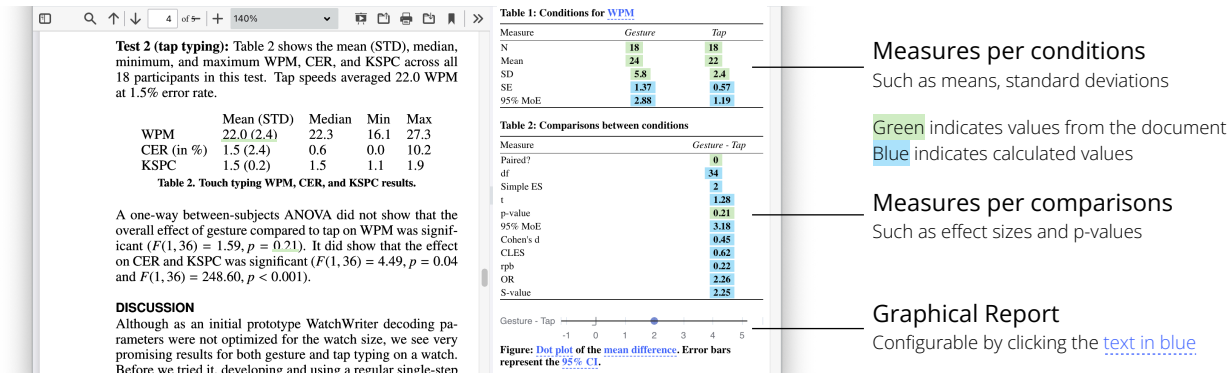 4 of 5
140%
Test 2 (tap typing): Table 2 shows the mean (STD), median,
minimum, and maximum WPM, CER, and KSPC across all
18 participants in this test. Tap speeds averaged 22.0 WPM
at 1.5% error rate.
Mean (STD) Median Min Max
WPM 22.0 (2.4) 22.3 16.1 27.3
CER (in %) 1.5 (2.4) 0.6 0.0 10.2
KSPC 1.5 (0.2) 1.5 1.1 1.9
Table 2. Touch typing WPM, CER, and KSPC results.
A one-way between-subjects ANOVA did not show that the
overall effect of gesture compared to tap on WPM was signif-
icant (F(1, 36) = 1.59, p = 0.21). It did show that the effect
on CER and KSPC was significant (F(1, 36) = 4.49, p = 0.04
and F(1, 36) = 248.60, p < 0.001).
DISCUSSION
Although as an initial prototype WatchWriter decoding pa-
rameters were not optimized for the watch size, we see very
promising results for both gesture and tap typing on a watch.
Before we tried it, developing and using a regular single-step
Table 1: Conditions for WPM
Measure Gesture Tap
N 18 18
Mean 24 22
SD 5.8 2.4
SE 1.37 0.57
95% MoE 2.88 1.19
Table 2: Comparisons between conditions
Measure Gesture - Tap
Paired? 0
df 34
Simple ES 2
t 1.28
p-value 0.21
95% MoE 3.18
Cohen's d 0.45
CLES 0.62
rpb 0.22
OR 2.26
S-value 2.25
Gesture - Tap
-1 0 1 2 3 4 5
Figure: Dot plot of the mean difference. Error bars
represent the 95% CI.
Measures per conditions
Such as means, standard deviations
Green indicates values from the document
Blue indicates calculated values
Measures per comparisons
Such as effect sizes and p-values
Graphical Report
Configurable by clicking the text in blue